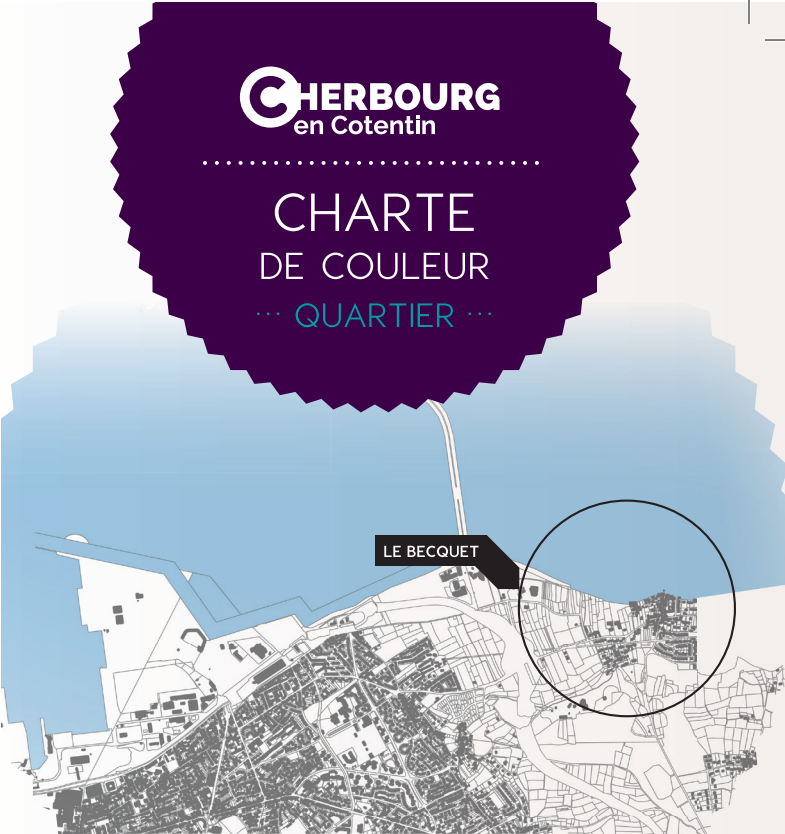 CHERBOURG
en Cotentin
CHARTE
DE COULEUR
... QUARTIER ...
LE BECQUET